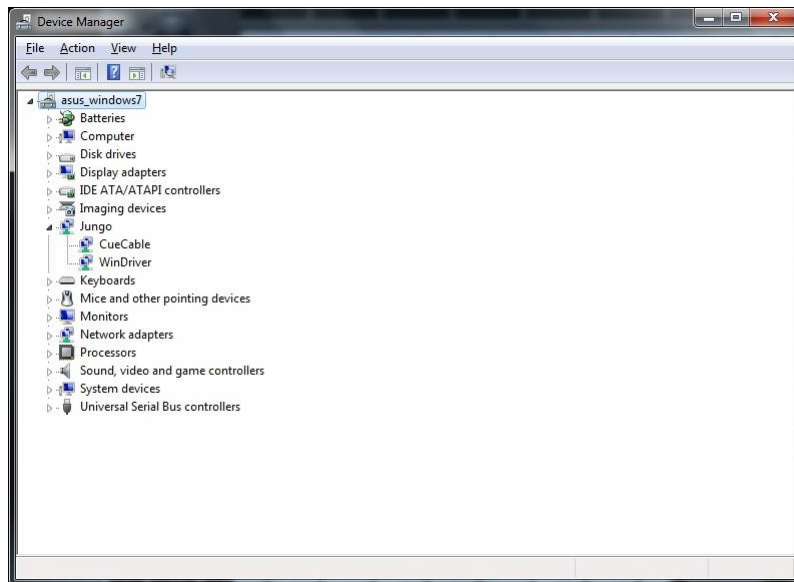 Device Manager
File Action View Help
asus_windows7
Batteries
Computer
Disk drives
Display adapters
IDE ATA/ATAPI controllers
Imaging devices
Jungo
CueCable
WinDriver
Keyboards
Mice and other pointing devices
Monitors
Network adapters
Processors
Sound, video and game controllers
System devices
Universal Serial Bus controllers